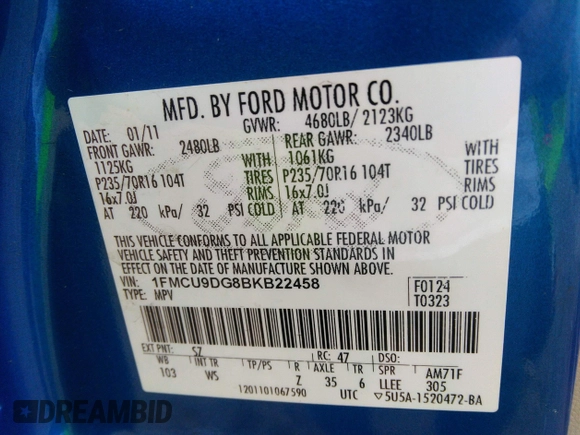 MFD. BY FORD MOTOR CO.
DATE: 01/11 GVWR: 4680LB/ 2123KG
FRONT GAWR: 2480LB REAR GAWR: 2340LB
1125KG WITH 1061KG WITH
P235/70R16 104T TIRES P235/70R16 104T TIRES
16x7.0J RIMS 16x7.0J RIMS
AT 220 kPa/ 32 PSI COLD AT 220 kPa/ 32 PSI COLD
THIS VEHICLE CONFORMS TO ALL APPLICABLE FEDERAL MOTOR
VEHICLE SAFETY AND THEFT PREVENTION STANDARDS IN
EFFECT ON THE DATE OF MANUFACTURE SHOWN ABOVE.
VIN: 1FMCU9DG8BKB22458 F0124
TYPE: MPV T0323
EXT PNT: SZ RC: 47 DSO:
WB INT TR TP/PS R AXLE TR SPR AM71F
103 WS Z 35 6 LLEE 305
1201101067590 UTC ▽5U5A-1520472-BA
DREAMBID